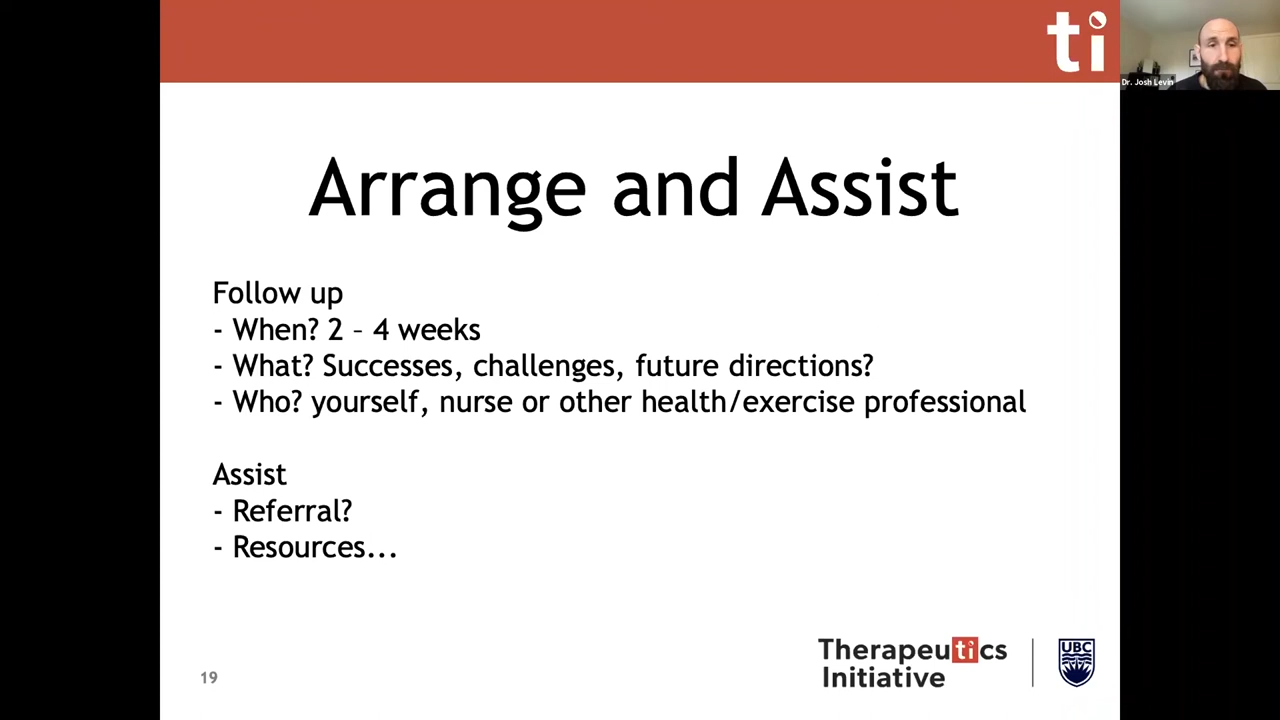 ti
Dr. Josh Levin
Arrange and Assist
Follow up
- When? 2 – 4 weeks
- What? Successes, challenges, future directions?
- Who? yourself, nurse or other health/exercise professional
Assist
- Referral?
- Resources...
Therapeutics
Initiative
UBC
19